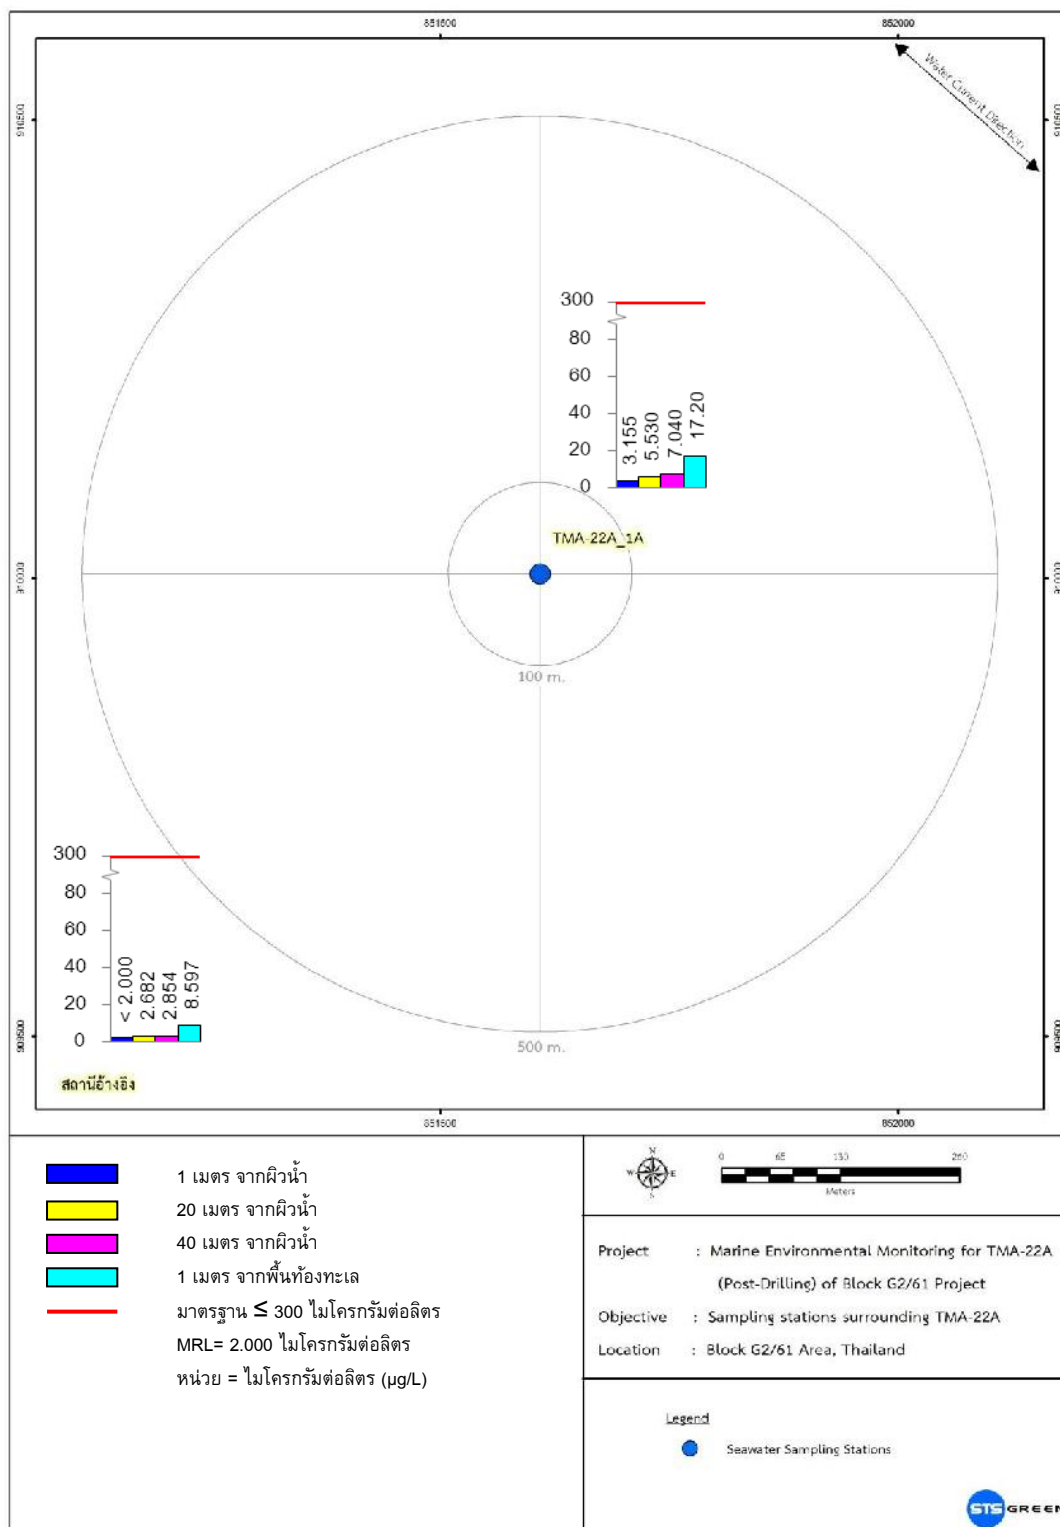 851600
852000
Water Current Direction
910500
910500
300
80
60
40
20
0
3.155
5.530
7.040
17.20
TMA-22A_1A
910000
910000
100 m.
300
80
60
40
20
0
< 2.000
2.682
2.854
8.597
909500
909500
500 m.
สถานีอ้างอิง
851600
852000
1 เมตร จากผิวน้ำ
20 เมตร จากผิวน้ำ
40 เมตร จากผิวน้ำ
1 เมตร จากพื้นท้องทะเล
มาตรฐาน ≤ 300 ไมโครกรัมต่อลิตร
MRL= 2.000 ไมโครกรัมต่อลิตร
หน่วย = ไมโครกรัมต่อลิตร (µg/L)
N
W E
S
0 65 130 260
Meters
Project : Marine Environmental Monitoring for TMA-22A
(Post-Drilling) of Block G2/61 Project
Objective : Sampling stations surrounding TMA-22A
Location : Block G2/61 Area, Thailand
Legend
Seawater Sampling Stations
STS GREEN